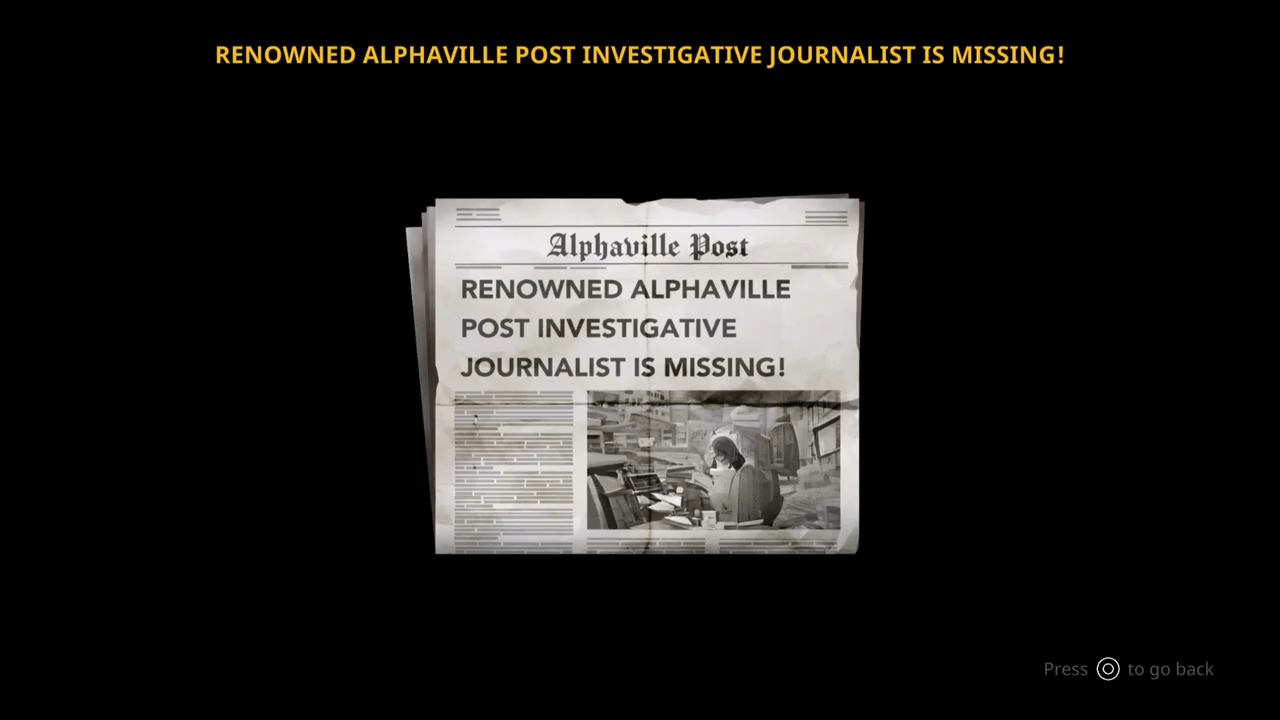 RENOWNED ALPHAVILLE POST INVESTIGATIVE JOURNALIST IS MISSING!
Alphaville Post
RENOWNED ALPHAVILLE
POST INVESTIGATIVE
JOURNALIST IS MISSING!
Press to go back